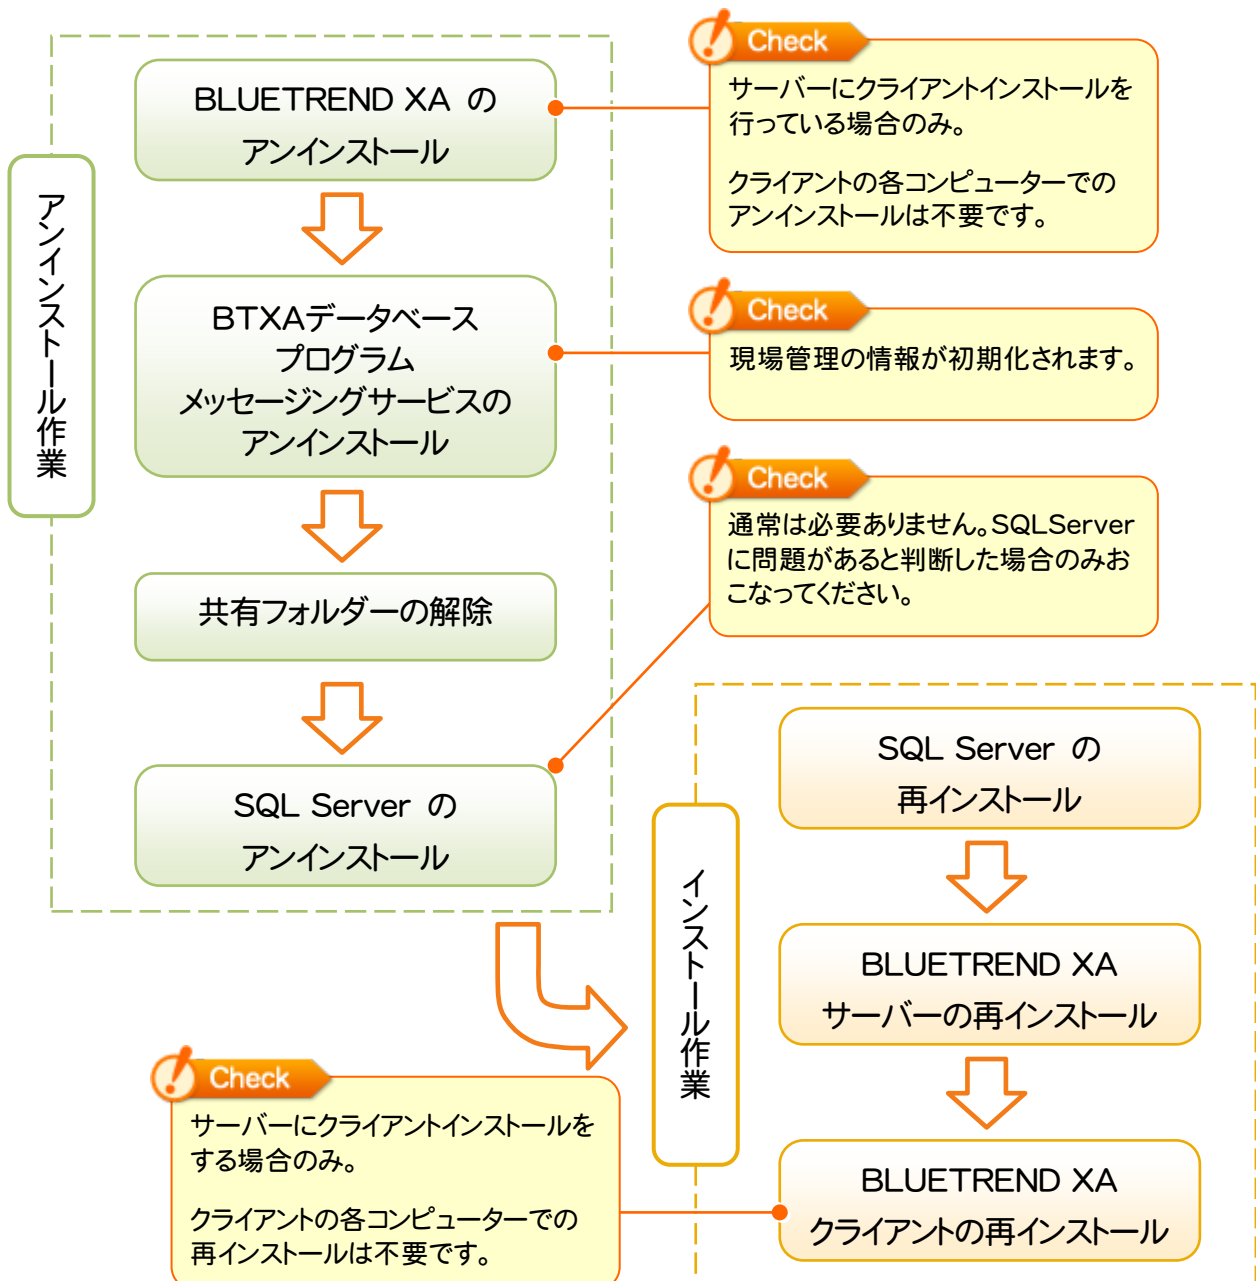 アンインストール作業
BLUETREND XA の
アンインストール
Check
サーバーにクライアントインストールを
行っている場合のみ。
クライアントの各コンピューターでの
アンインストールは不要です。
BTXAデータベース
プログラム
メッセージングサービスの
アンインストール
Check
現場管理の情報が初期化されます。
共有フォルダーの解除
SQL Server の
アンインストール
Check
通常は必要ありません。SQLServer
に問題があると判断した場合のみお
こなってください。
インストール作業
SQL Server の
再インストール
BLUETREND XA
サーバーの再インストール
BLUETREND XA
クライアントの再インストール
Check
サーバーにクライアントインストールを
する場合のみ。
クライアントの各コンピューターでの
再インストールは不要です。